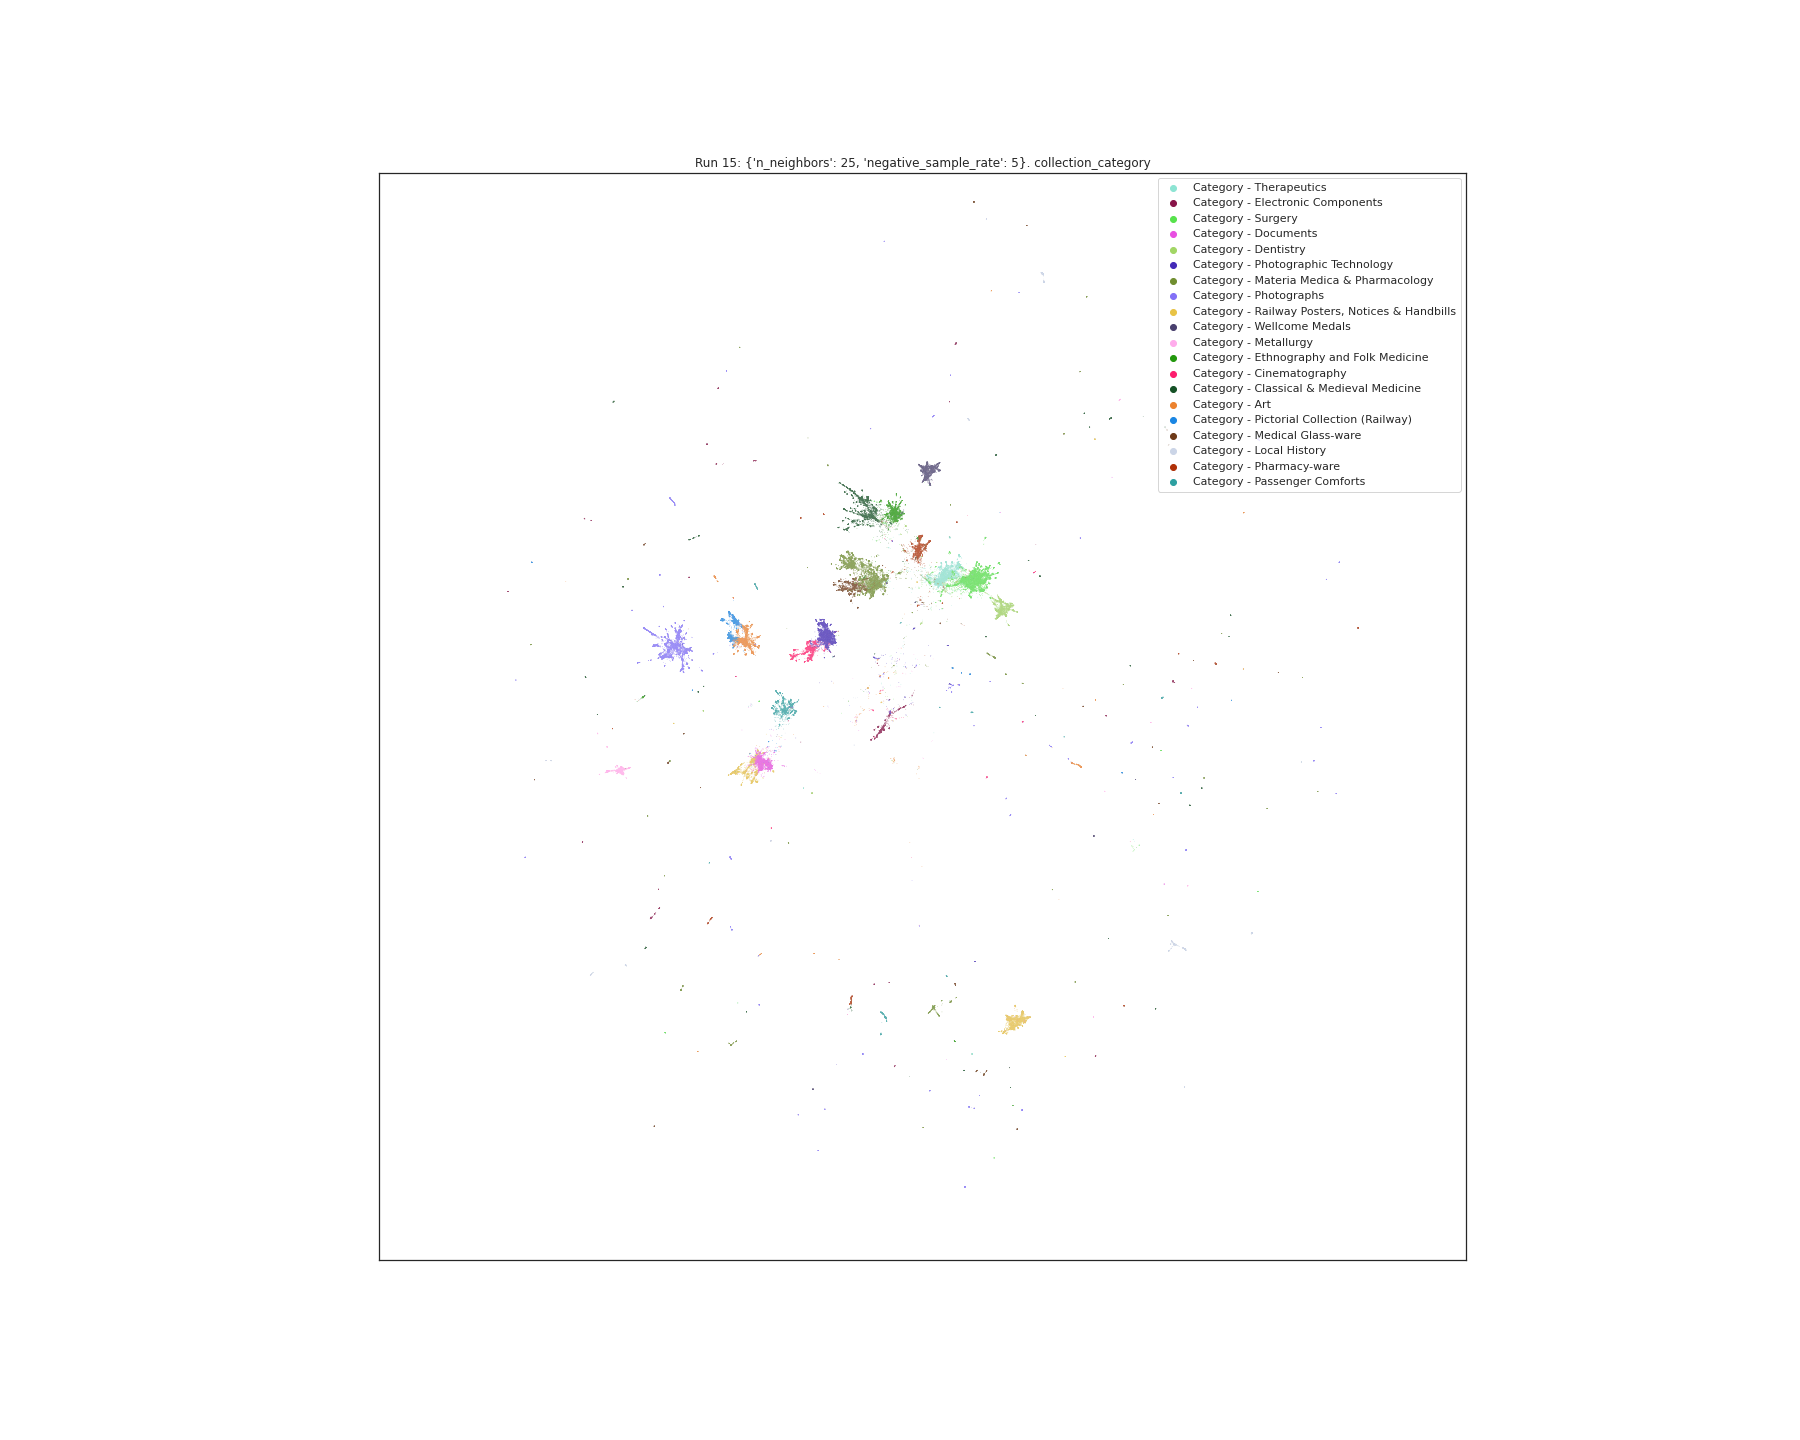 Run 15: {'n_neighbors': 25, 'negative_sample_rate': 5}. collection_category
Category - Therapeutics
Category - Electronic Components
Category - Surgery
Category - Documents
Category - Dentistry
Category - Photographic Technology
Category - Materia Medica & Pharmacology
Category - Photographs
Category - Railway Posters, Notices & Handbills
Category - Wellcome Medals
Category - Metallurgy
Category - Ethnography and Folk Medicine
Category - Cinematography
Category - Classical & Medieval Medicine
Category - Art
Category - Pictorial Collection (Railway)
Category - Medical Glass-ware
Category - Local History
Category - Pharmacy-ware
Category - Passenger Comforts